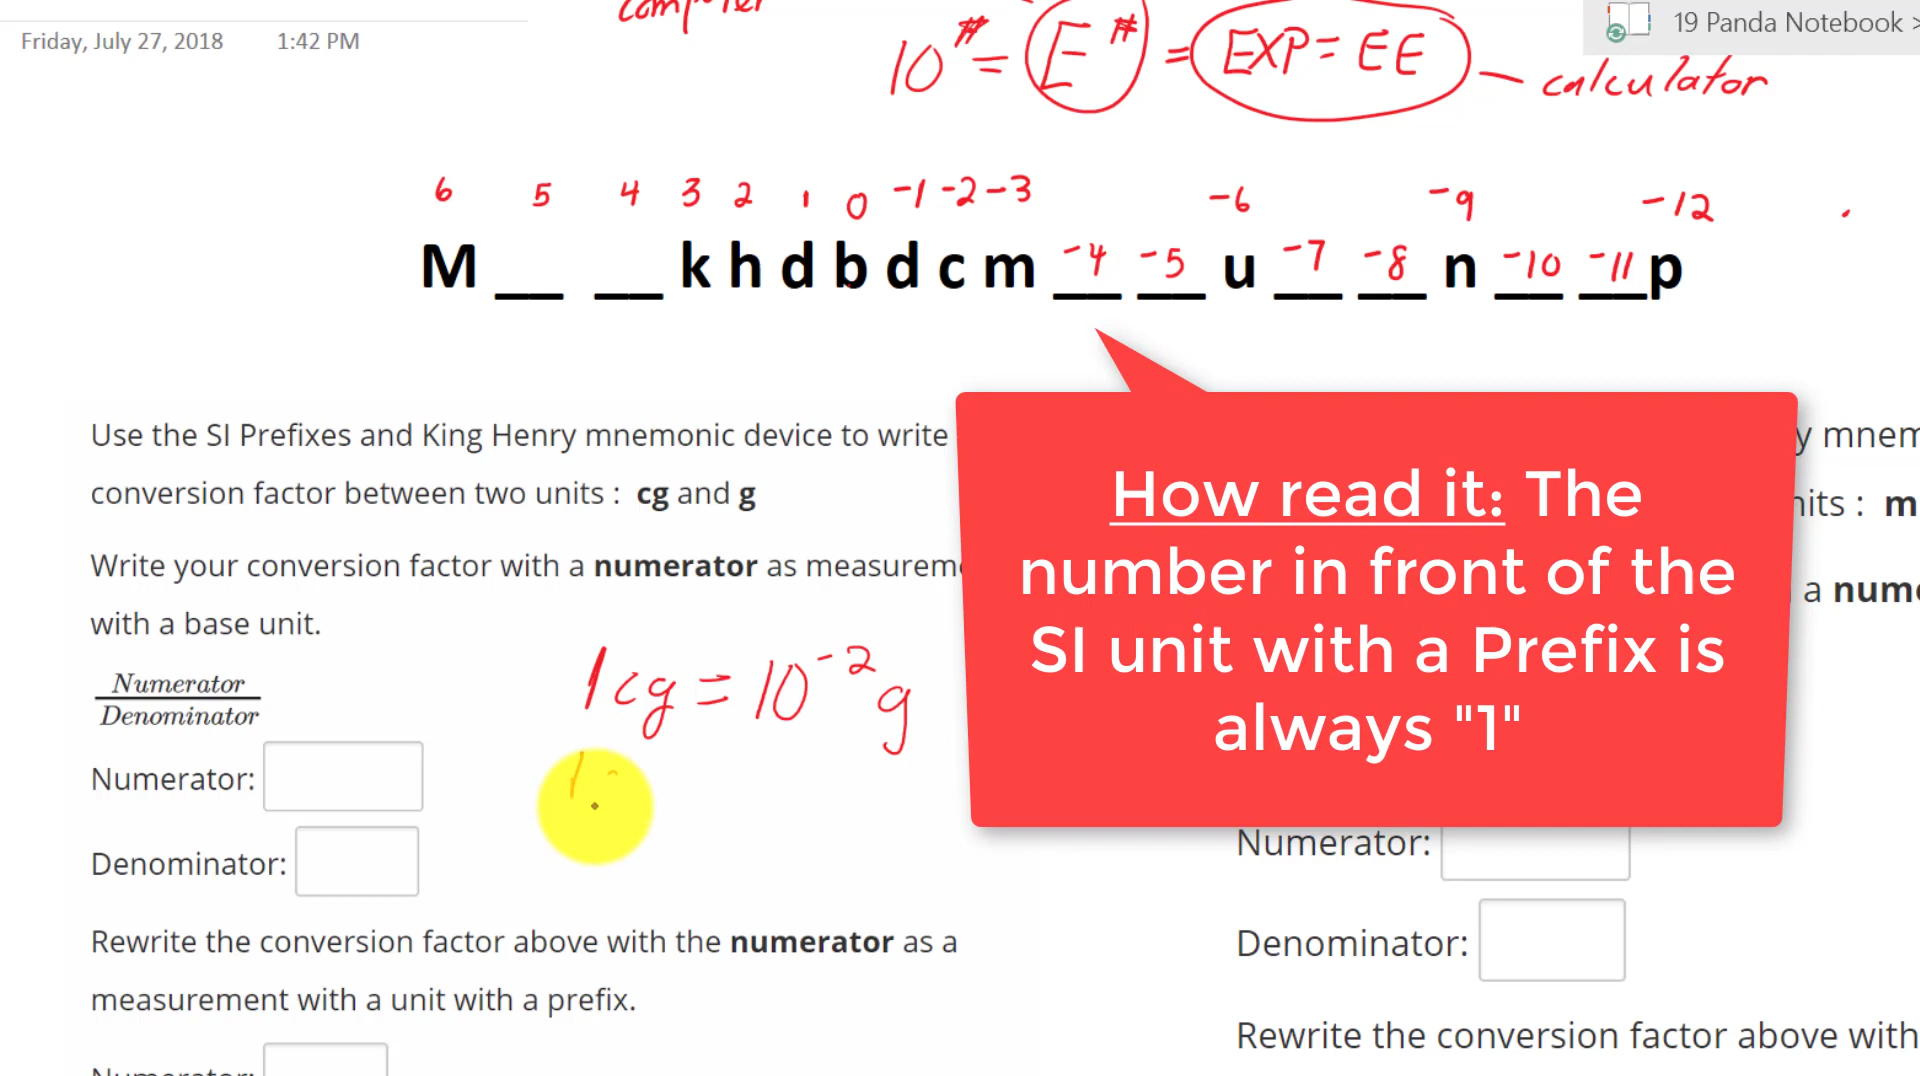 computer
19 Panda Notebook >
Friday, July 27, 2018 1:42 PM
10^# = E^# = EXP = EE — calculator
6 5 4 3 2 1 0 -1 -2 -3 -6 -9 -12
M __ __ k h d b d c m -4 -5 u -7 -8 n -10 -11 p
Use the SI Prefixes and King Henry mnemonic device to write
conversion factor between two units : cg and g
Write your conversion factor with a numerator as
with a base unit.
1 cg = 10^-2 g
Numerator
Denominator
Numerator:
Denominator:
Rewrite the conversion factor above with the numerator as a
measurement with a unit with a prefix.
How read it: The
number in front of the
SI unit with a Prefix is
always "1"
a
Numerator:
Denominator:
Rewrite the conversion factor above with